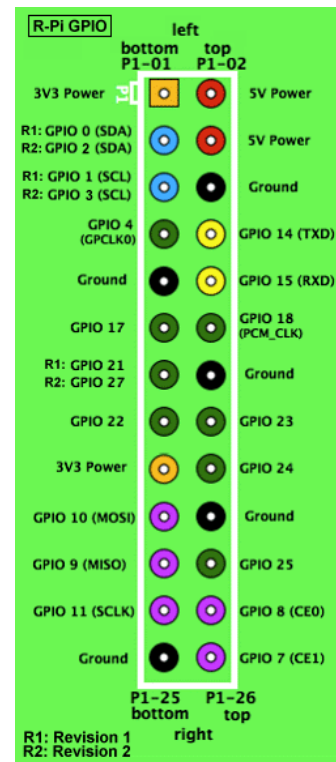 R-Pi GPIO
left
bottom top
P1-01 P1-02
3V3 Power P1 5V Power
R1: GPIO 0 (SDA)
R2: GPIO 2 (SDA) 5V Power
R1: GPIO 1 (SCL)
R2: GPIO 3 (SCL) Ground
GPIO 4
(GPCLK0) GPIO 14 (TXD)
Ground GPIO 15 (RXD)
GPIO 17 GPIO 18
(PCM_CLK)
R1: GPIO 21
R2: GPIO 27 Ground
GPIO 22 GPIO 23
3V3 Power GPIO 24
GPIO 10 (MOSI) Ground
GPIO 9 (MISO) GPIO 25
GPIO 11 (SCLK) GPIO 8 (CE0)
Ground GPIO 7 (CE1)
P1-25 P1-26
bottom top
right
R1: Revision 1
R2: Revision 2